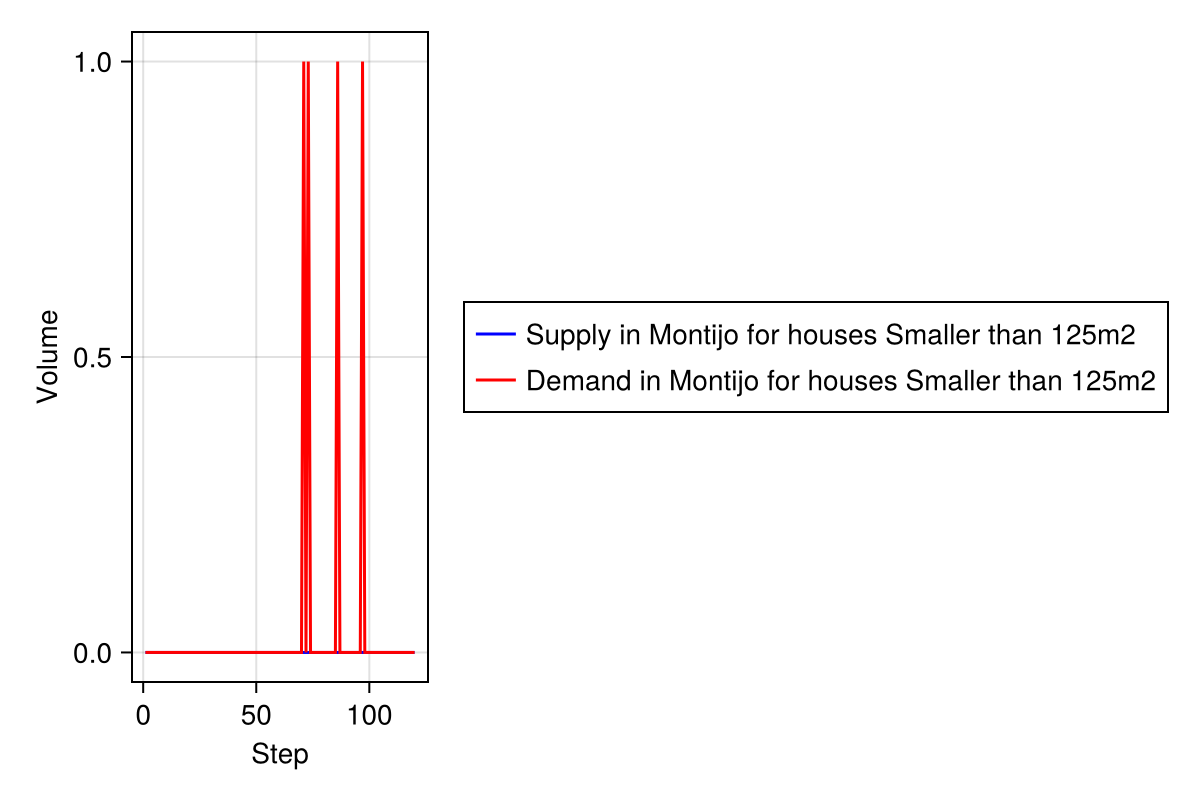 1.0
0.5
0.0
Volume
0
50
100
Step
Supply in Montijo for houses Smaller than 125m2
Demand in Montijo for houses Smaller than 125m2